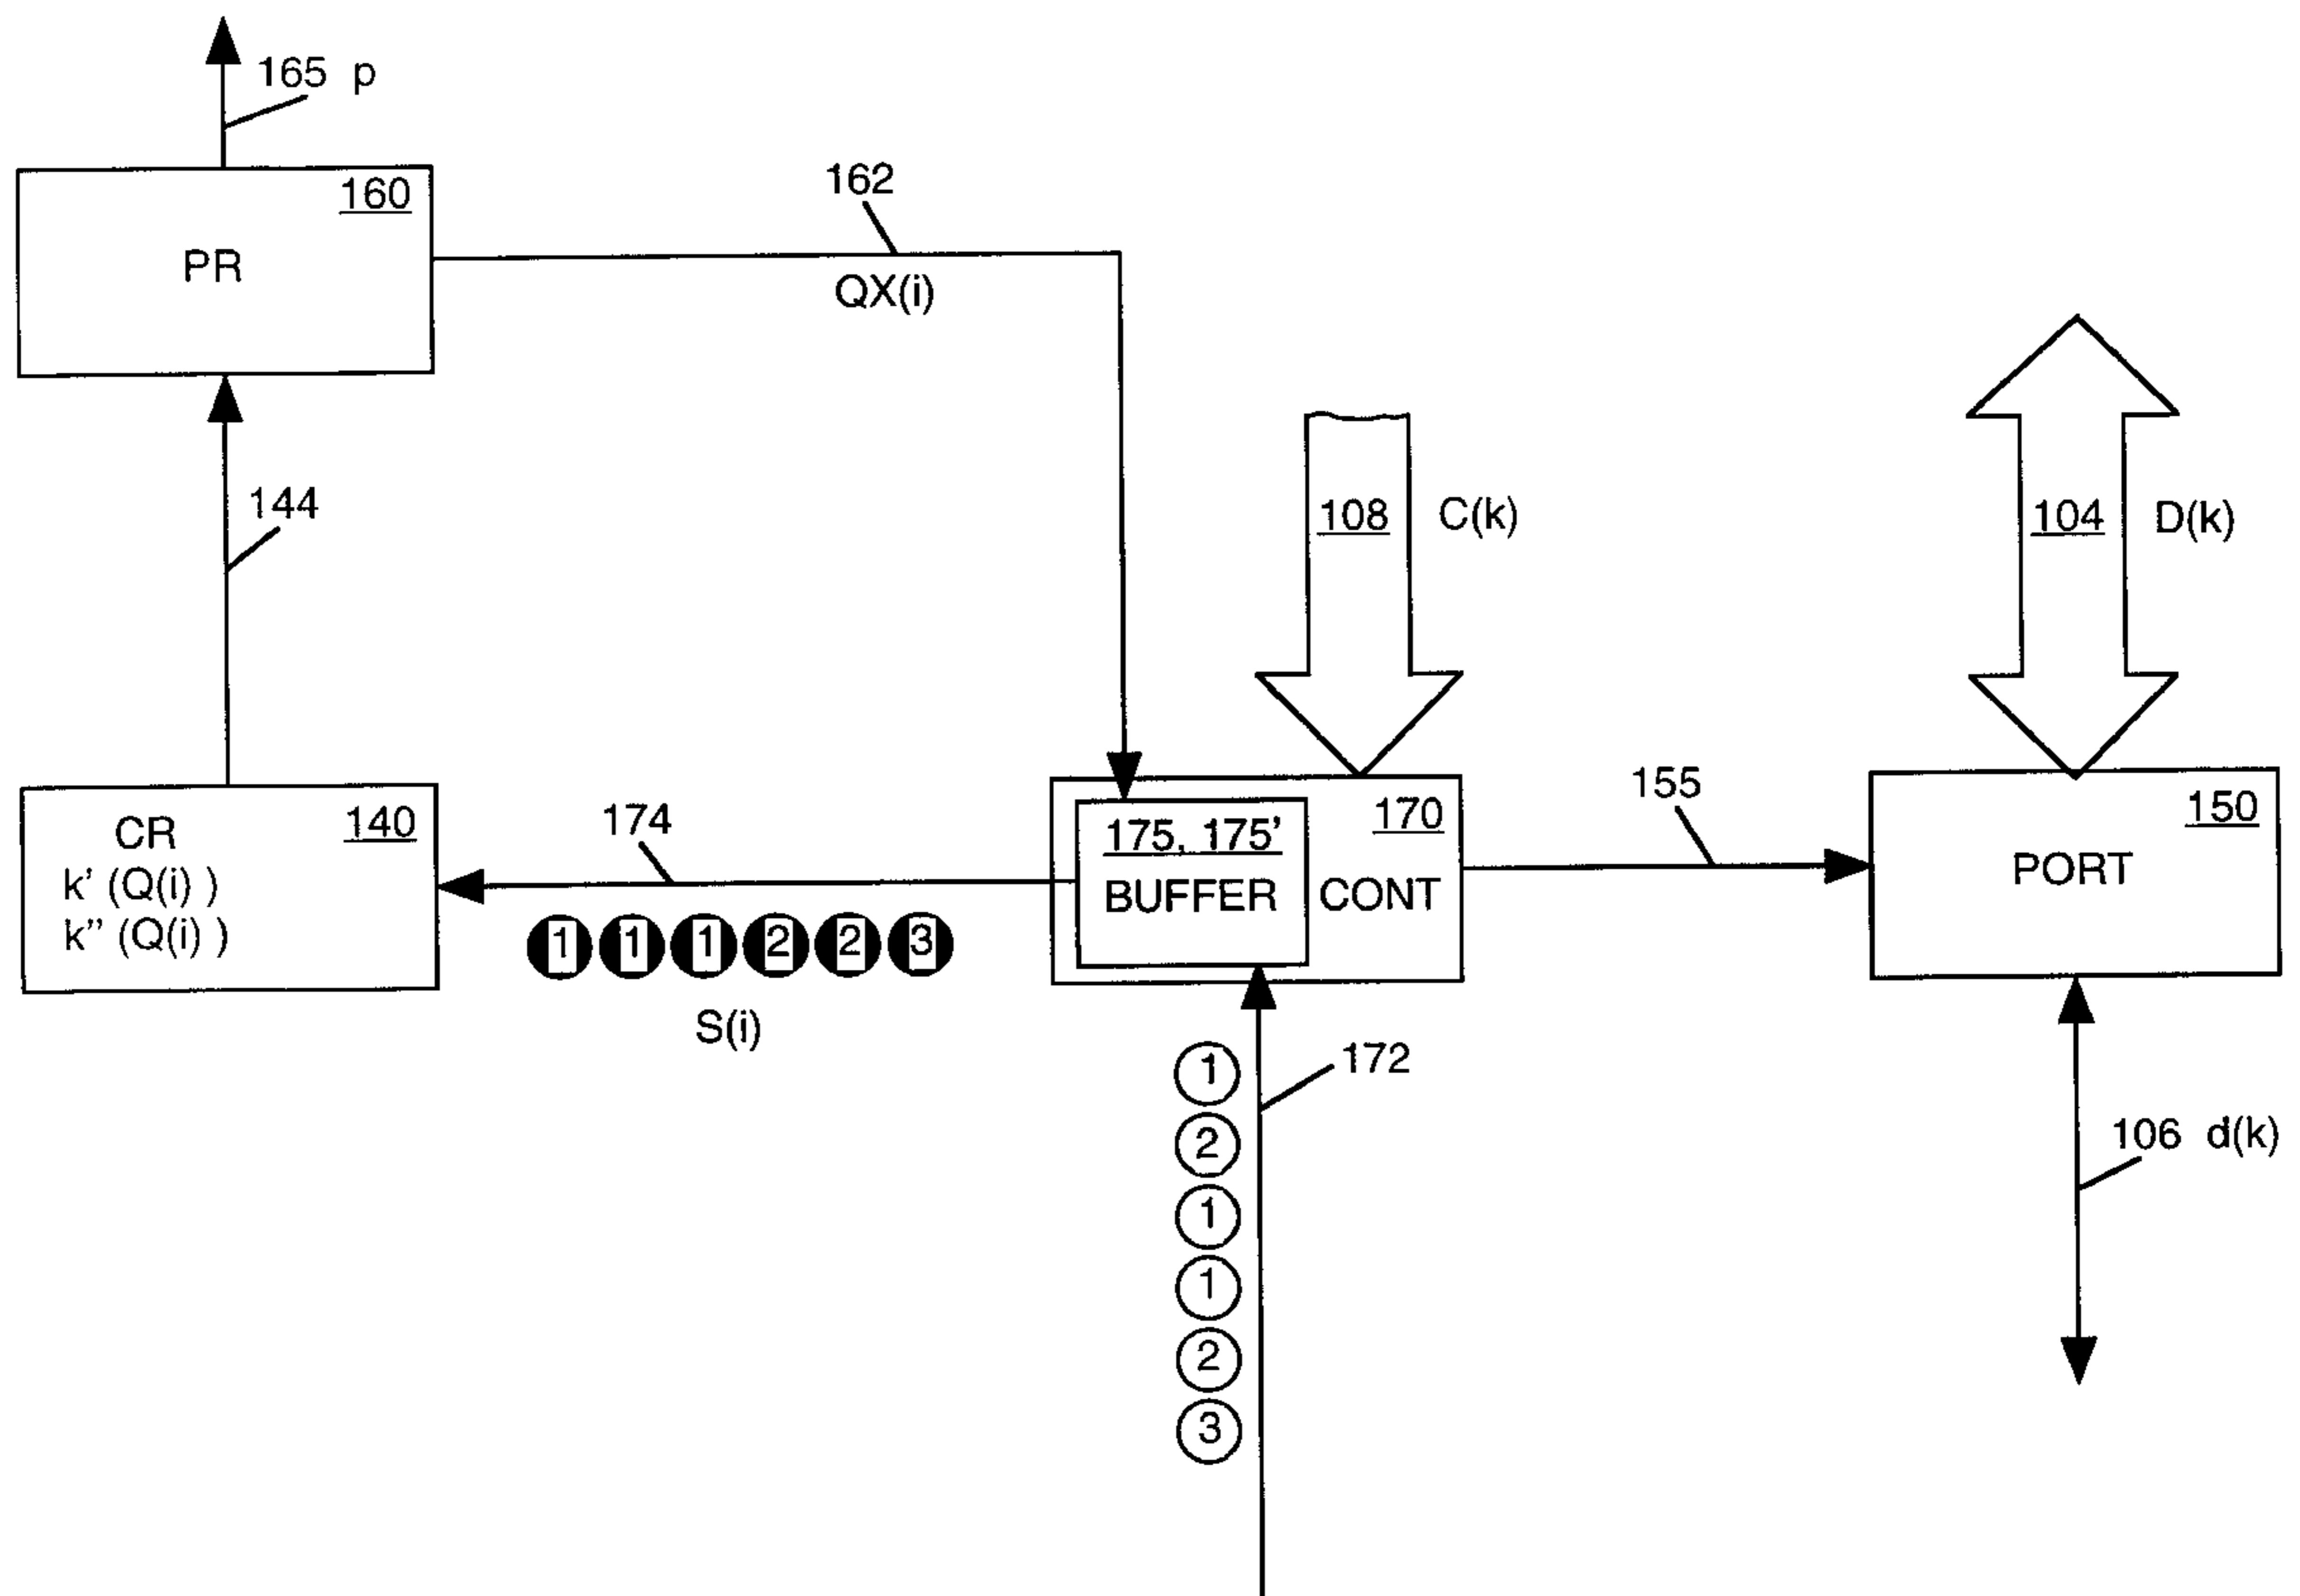 165 p
160
PR
162
QX(i)
144
108
C(k)
104
D(k)
CR
140
k' (Q(i) )
k” (Q(i) )
174
1 1 1 2 2 3
S(i)
175, 175’
BUFFER
170
CONT
155
150
PORT
172
1
2
1
1
2
3
106 d(k)